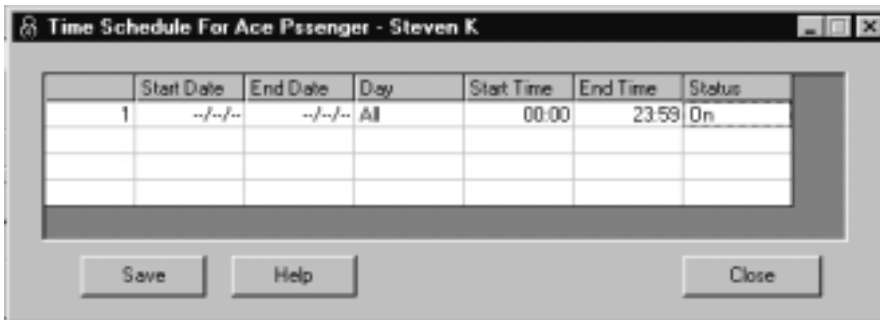 Time Schedule For Ace Pssenger - Steven K
Start Date End Date Day Start Time End Time Status
1 --/--/-- --/--/-- All 00:00 23:59 On
Save Help Close